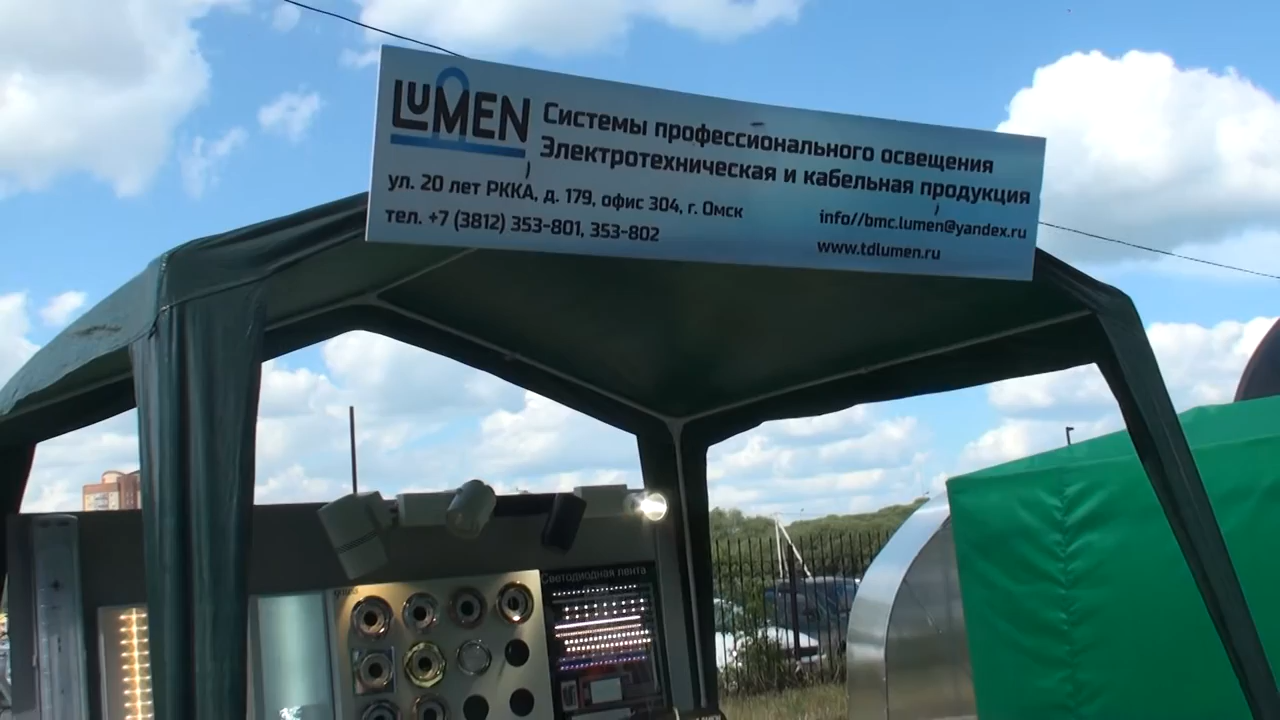 LUMEN
Системы профессионального освещения
Электротехническая и кабельная продукция
ул. 20 лет РККА, д. 179, офис 304, г. Омск
тел. +7 (3812) 353-801, 353-802
info//bmc.lumen@yandex.ru
www.tdlumen.ru
Светодиодная лента